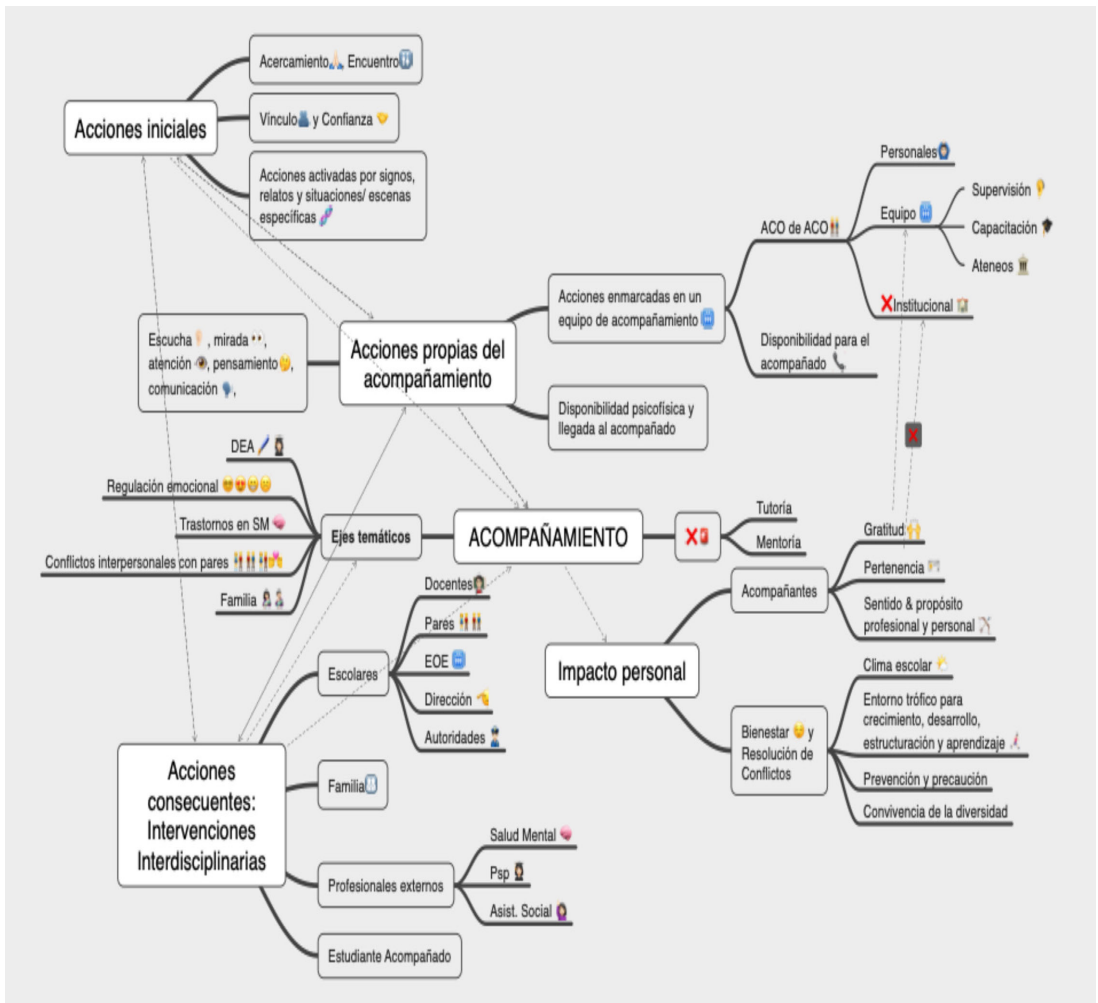 Acciones iniciales
Acercamiento🙏🏻 Encuentro🚻
Vínculo🫂 y Confianza 🤝
Acciones activadas por signos,
relatos y situaciones/ escenas
específicas 🧬
Acciones propias del
acompañamiento
Escucha👂🏻, mirada 👀,
atención 👁️, pensamiento🤔,
comunicación 🗣️,
Acciones enmarcadas en un
equipo de acompañamiento
ACO de ACO
Personales
Equipo
Supervisión
Capacitación 🎓
Ateneos 🏛️
❌Institucional 🏫
Disponibilidad para el
acompañado 📞
Disponibilidad psicofísica y
llegada al acompañado
ACOMPAÑAMIENTO
Ejes temáticos
DEA
Regulación emocional
Trastornos en SM 🧠
Conflictos interpersonales con pares
Familia
❌
Tutoría
Mentoría
❌
Impacto personal
Acompañantes
Gratitud🙌
Pertenencia
Sentido & propósito
profesional y personal
Bienestar y
Resolución de
Conflictos
Clima escolar
Entorno trófico para
crecimiento, desarrollo,
estructuración y aprendizaje
Prevención y precaución
Convivencia de la diversidad
Acciones
consecuentes:
Intervenciones
Interdisciplinarias
Escolares
Docentes
Pares
EOE
Dirección
Autoridades
Familia🚻
Profesionales externos
Salud Mental 🧠
Psp
Asist. Social
Estudiante Acompañado